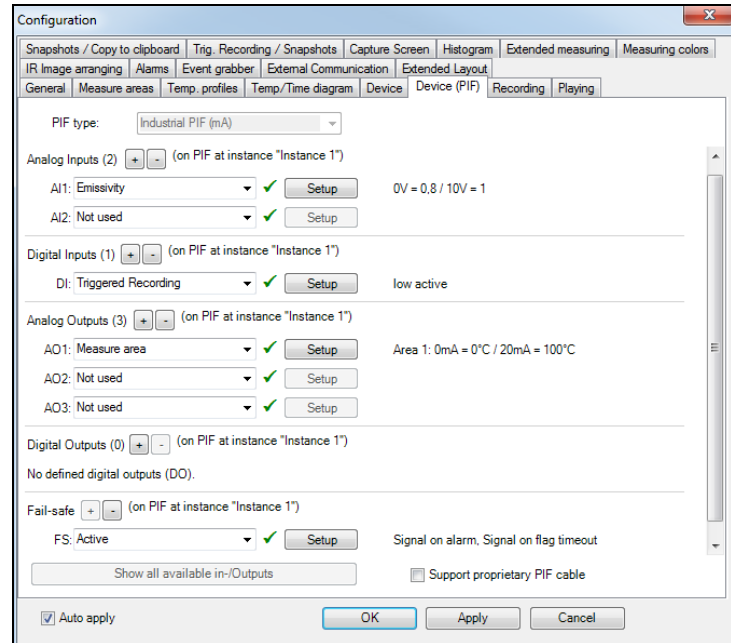 Configuration
x
Snapshots / Copy to clipboard Trig. Recording / Snapshots Capture Screen Histogram Extended measuring Measuring colors
IR Image arranging Alarms Event grabber External Communication Extended Layout
General Measure areas Temp. profiles Temp/Time diagram Device Device (PIF) Recording Playing
PIF type: Industrial PIF (mA)
Analog Inputs (2) + - (on PIF at instance "Instance 1")
AI1: Emissivity Setup 0V = 0,8 / 10V = 1
AI2: Not used Setup
Digital Inputs (1) + - (on PIF at instance "Instance 1")
DI: Triggered Recording Setup low active
Analog Outputs (3) + - (on PIF at instance "Instance 1")
AO1: Measure area Setup Area 1: 0mA = 0°C / 20mA = 100°C
AO2: Not used Setup
AO3: Not used Setup
Digital Outputs (0) + - (on PIF at instance "Instance 1")
No defined digital outputs (DO).
Fail-safe + - (on PIF at instance "Instance 1")
FS: Active Setup Signal on alarm, Signal on flag timeout
Show all available in-/Outputs Support proprietary PIF cable
Auto apply OK Apply Cancel